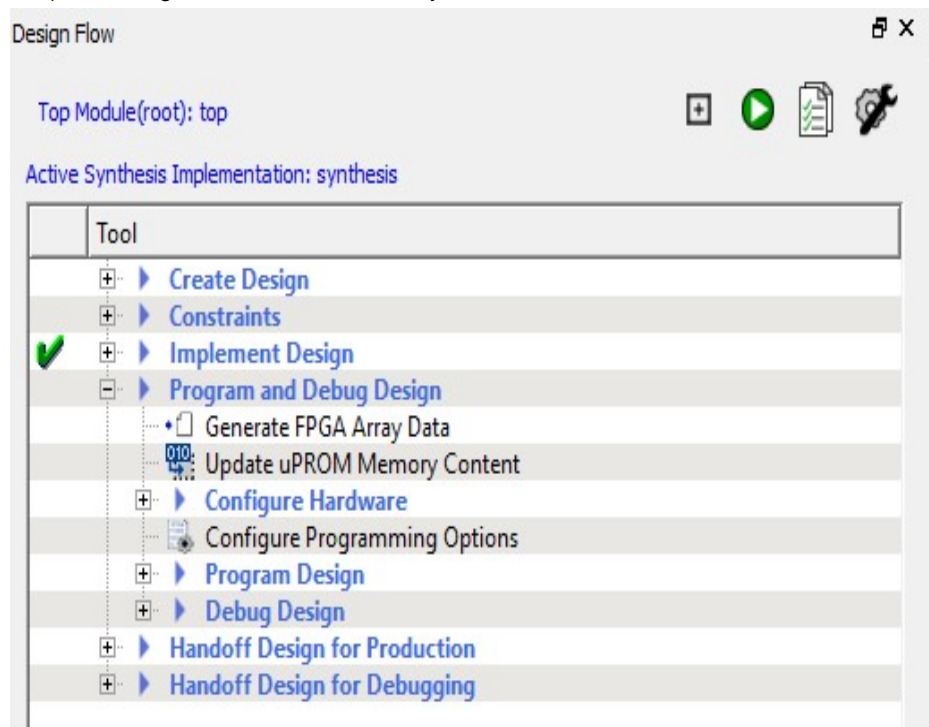 Design Flow
Top Module(root): top
Active Synthesis Implementation: synthesis
Tool
Create Design
Constraints
Implement Design
Program and Debug Design
Generate FPGA Array Data
010
Update uPROM Memory Content
Configure Hardware
Configure Programming Options
Program Design
Debug Design
Handoff Design for Production
Handoff Design for Debugging